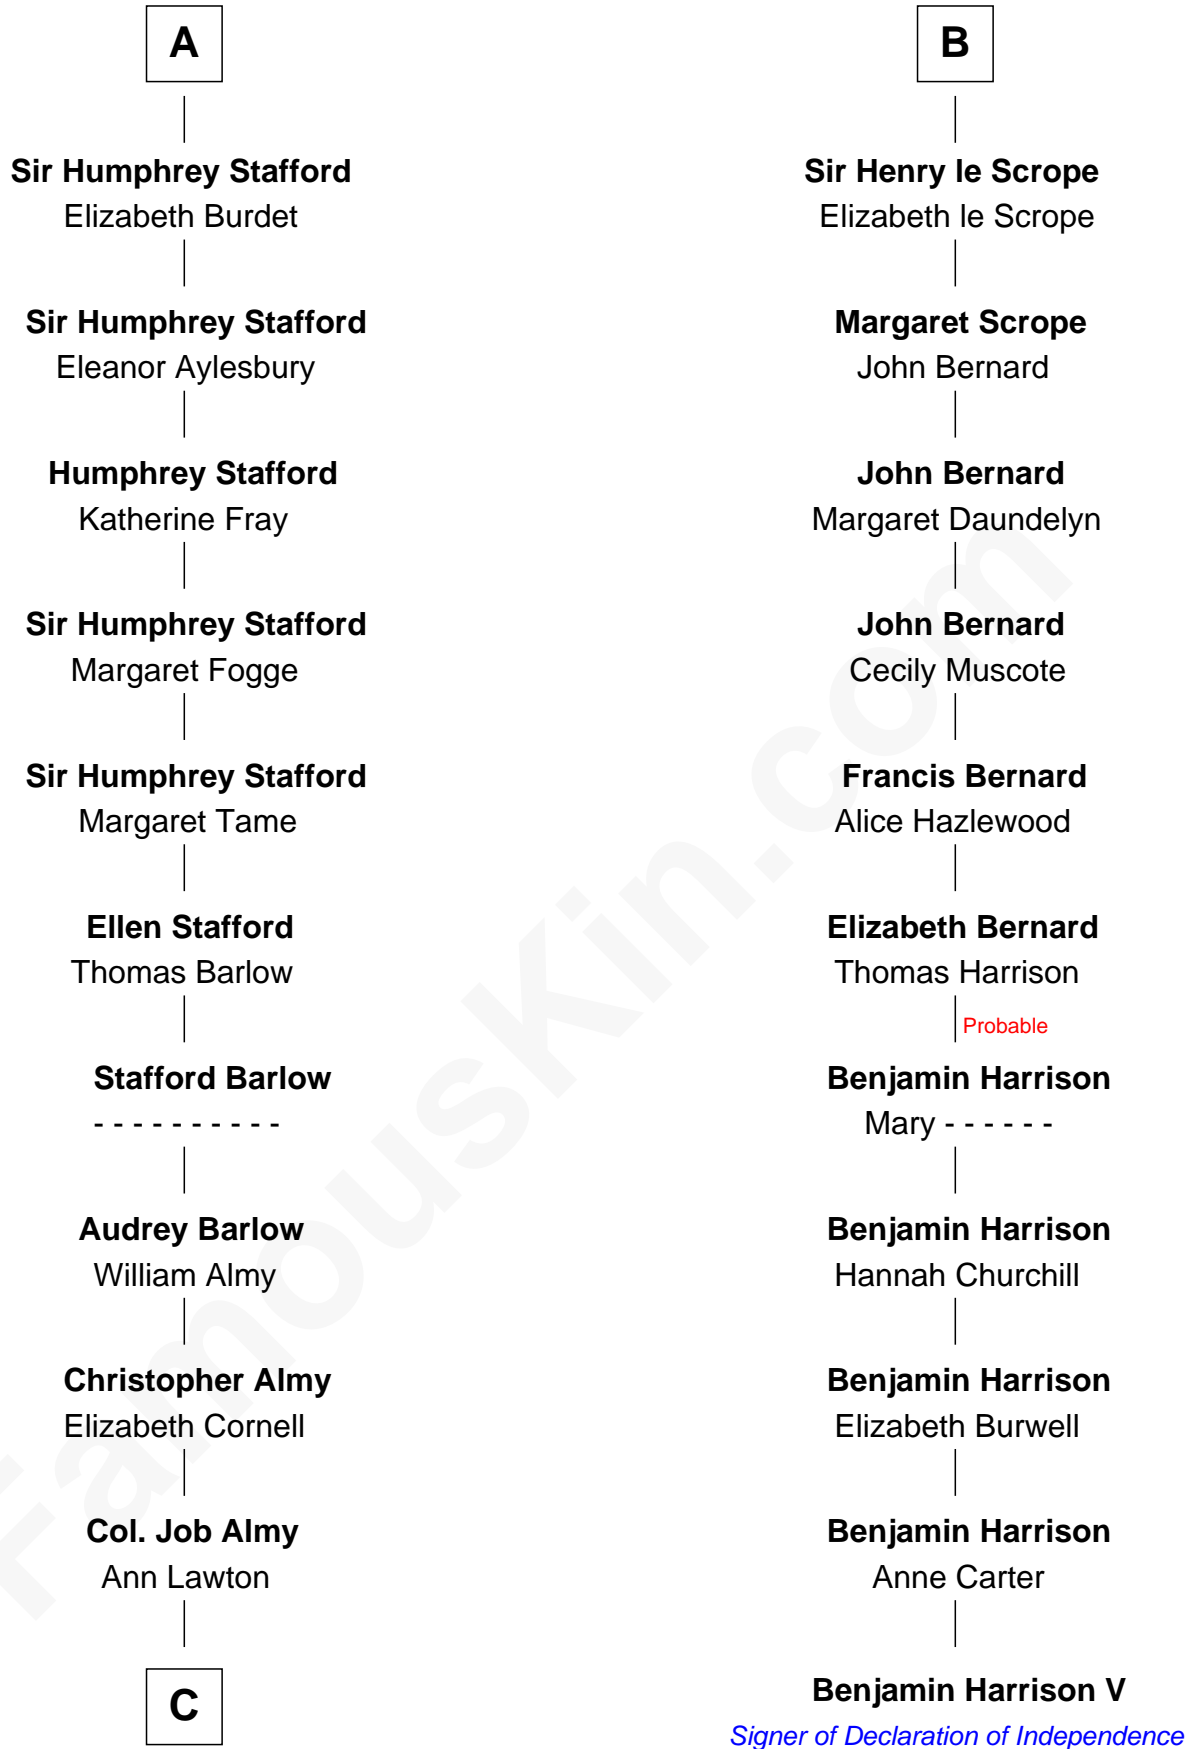 A
Sir Humphrey Stafford
Elizabeth Burdet
Sir Humphrey Stafford
Eleanor Aylesbury
Humphrey Stafford
Katherine Fray
Sir Humphrey Stafford
Margaret Fogge
Sir Humphrey Stafford
Margaret Tame
Ellen Stafford
Thomas Barlow
Stafford Barlow
- - - - - - - - - -
Audrey Barlow
William Almy
Christopher Almy
Elizabeth Cornell
Col. Job Almy
Ann Lawton
C
B
Sir Henry le Scrope
Elizabeth le Scrope
Margaret Scrope
John Bernard
John Bernard
Margaret Daundelyn
John Bernard
Cecily Muscote
Francis Bernard
Alice Hazlewood
Elizabeth Bernard
Thomas Harrison
Probable
Benjamin Harrison
Mary - - - - - -
Benjamin Harrison
Hannah Churchill
Benjamin Harrison
Elizabeth Burwell
Benjamin Harrison
Anne Carter
Benjamin Harrison V
Signer of Declaration of Independence
FamousKin.com